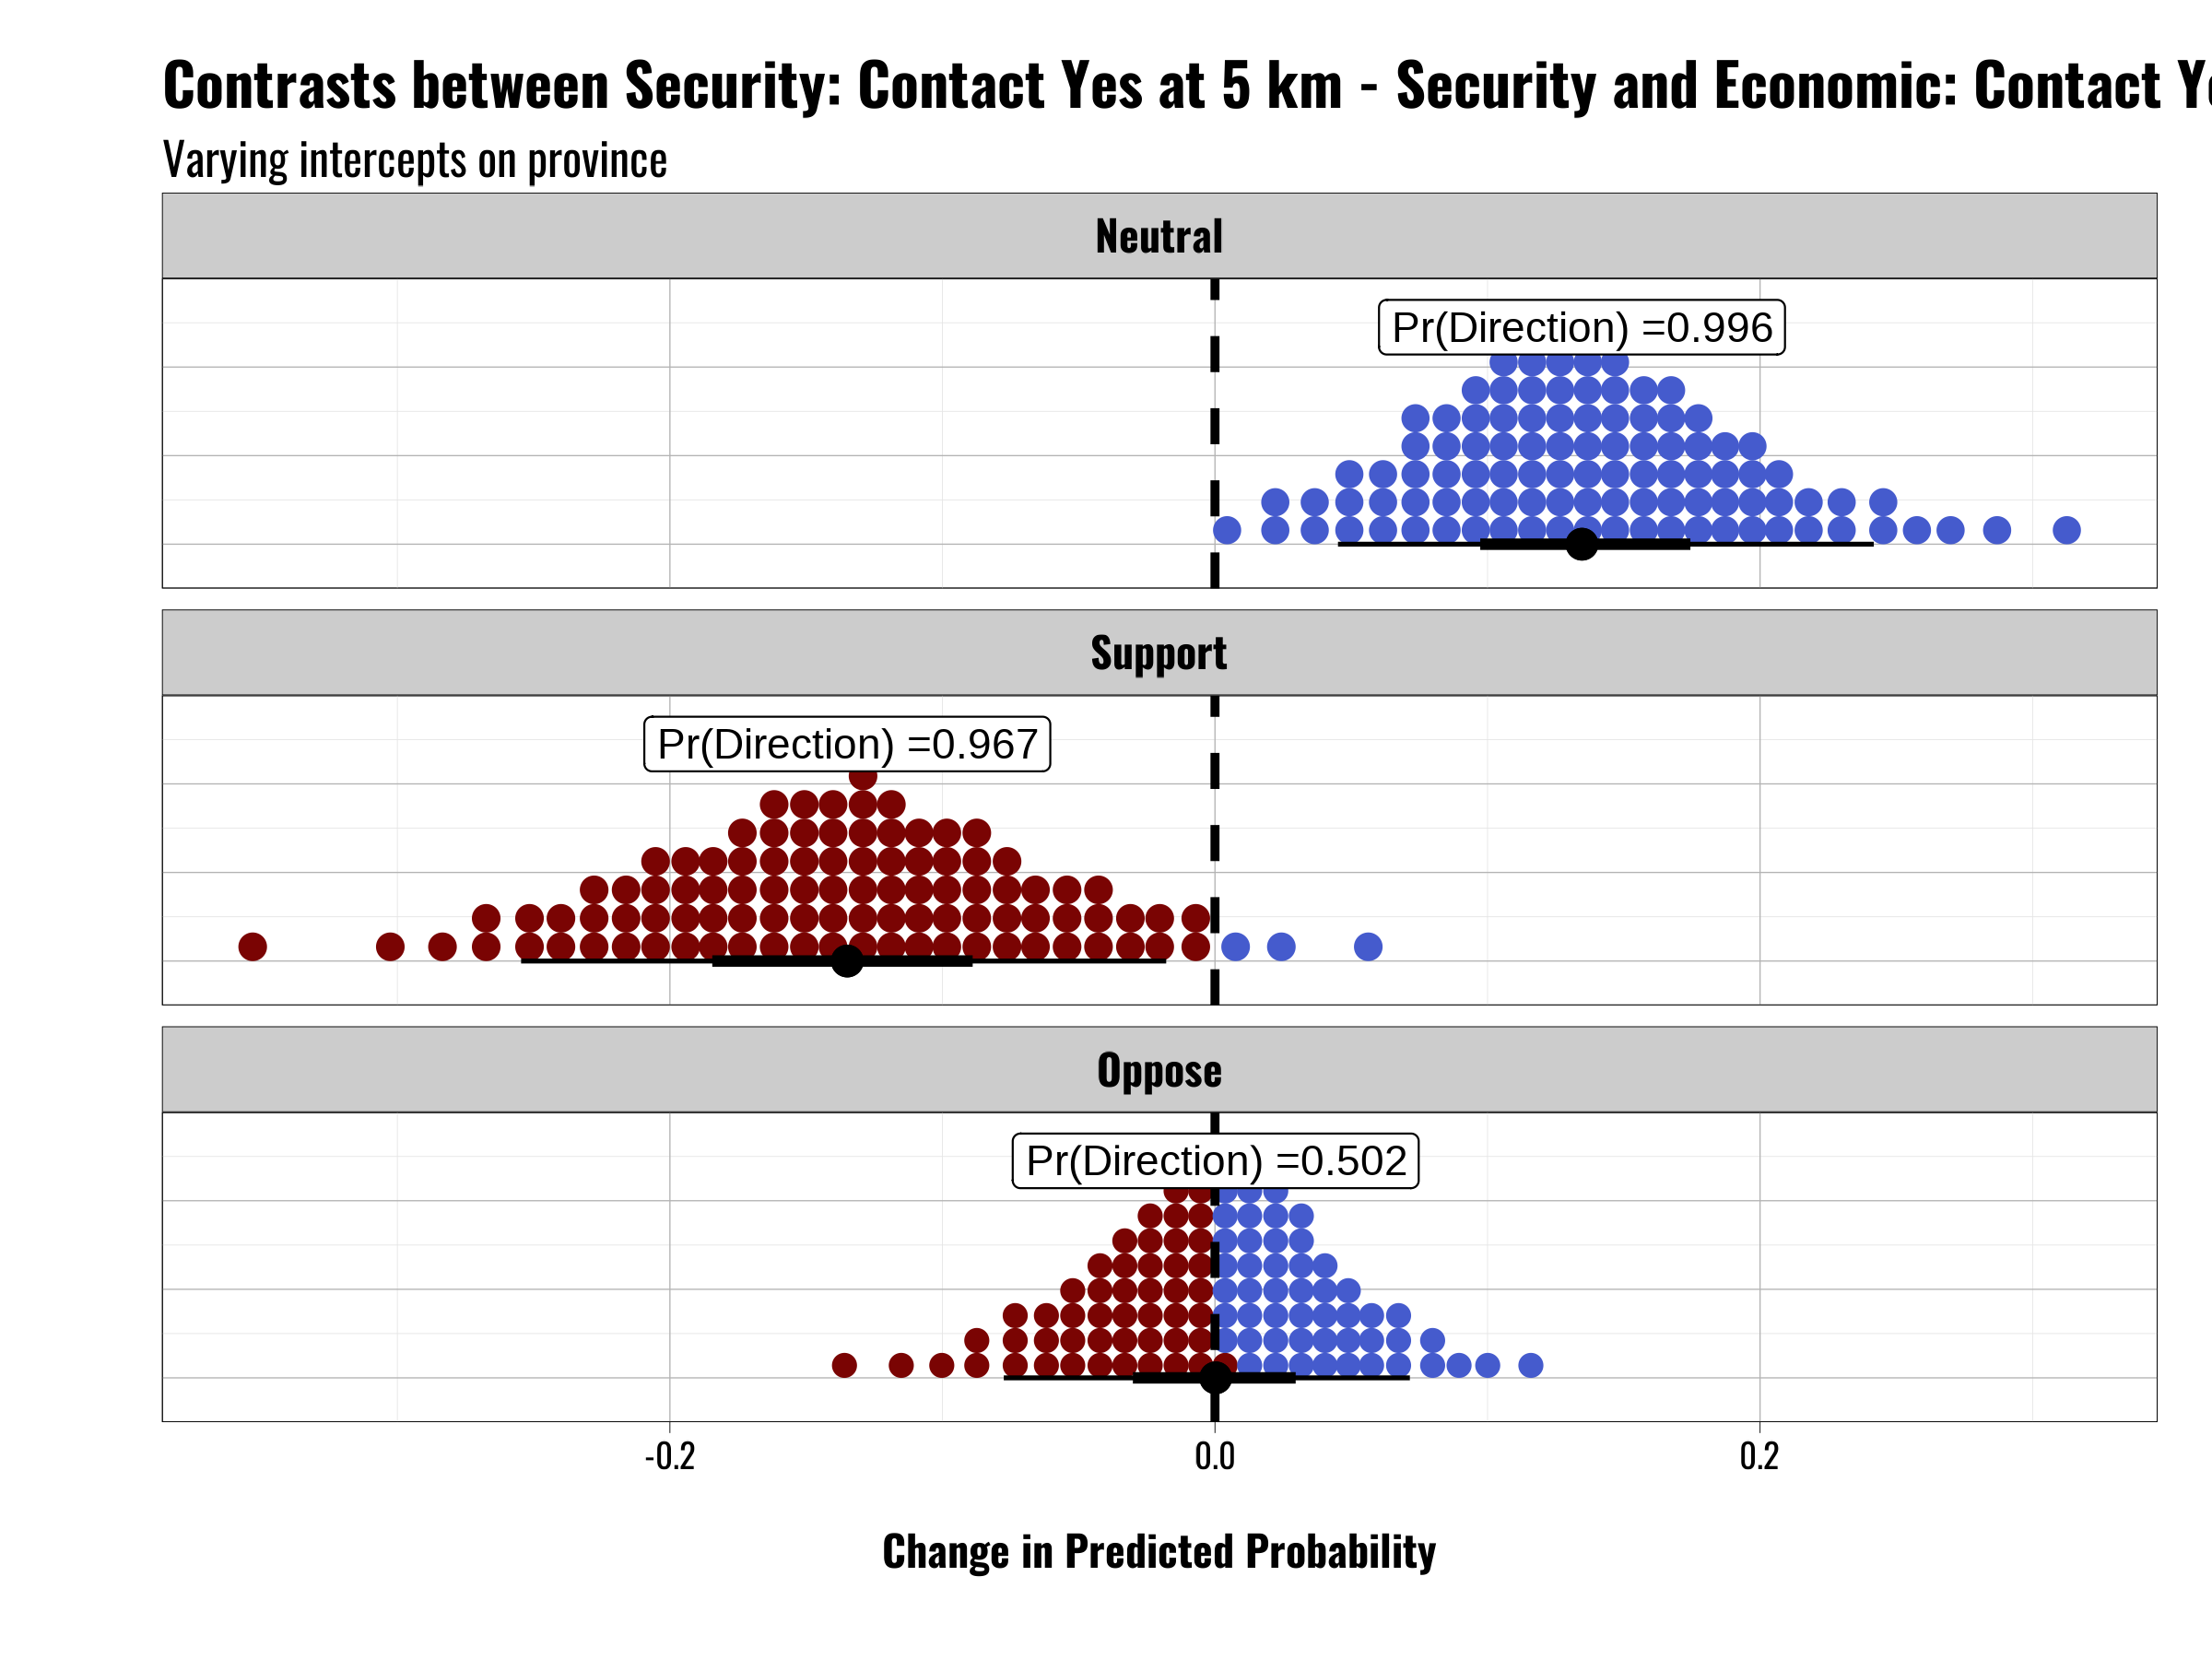 Contrasts between Security: Contact Yes at 5 km - Security and Economic: Contact
Varying intercepts on province
Neutral
Pr(Direction) =0.996
Support
Pr(Direction) =0.967
Oppose
Pr(Direction) =0.502
-0.2 0.0 0.2
Change in Predicted Probability